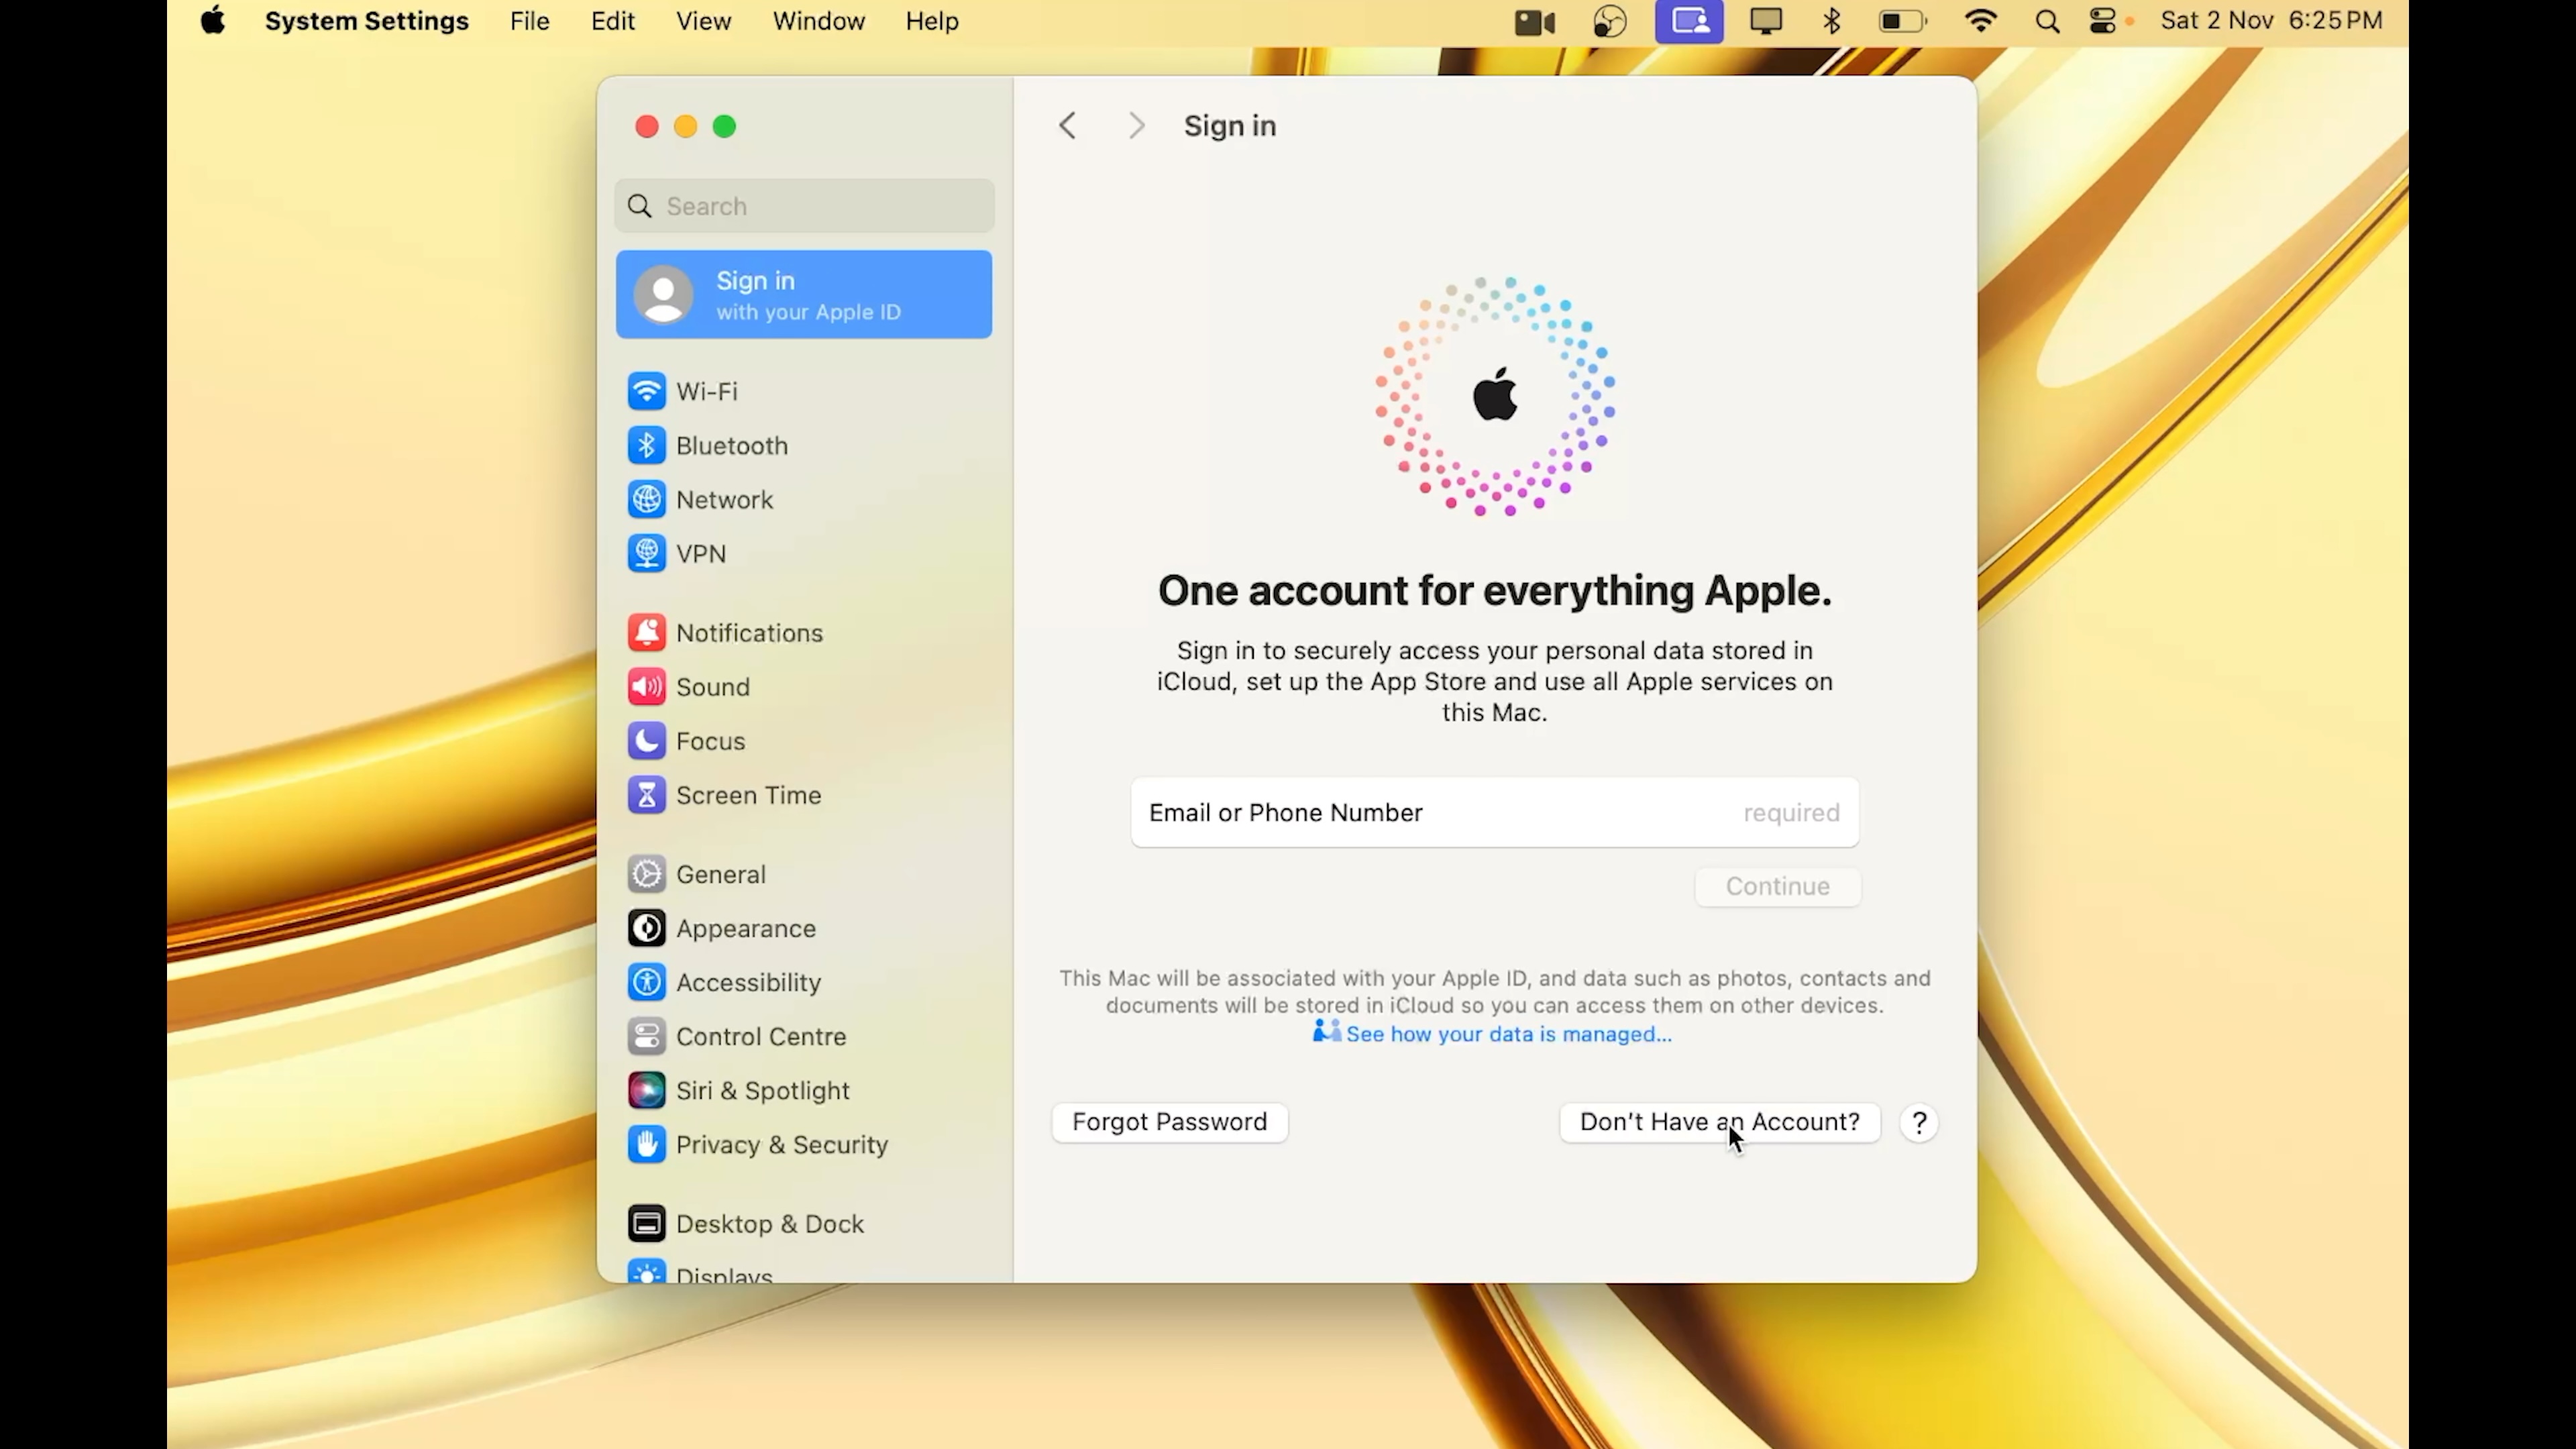 System Settings File Edit View Window Help Sat 2 Nov 6:25 PM
Sign in
Search
Sign in
with your Apple ID
Wi-Fi
Bluetooth
Network
VPN
Notifications
Sound
Focus
Screen Time
General
Appearance
Accessibility
Control Centre
Siri & Spotlight
Privacy & Security
Desktop & Dock
Displays
One account for everything Apple.
Sign in to securely access your personal data stored in
iCloud, set up the App Store and use all Apple services on
this Mac.
Email or Phone Number required
Continue
This Mac will be associated with your Apple ID, and data such as photos, contacts and
documents will be stored in iCloud so you can access them on other devices.
See how your data is managed...
Forgot Password Don't Have an Account? ?